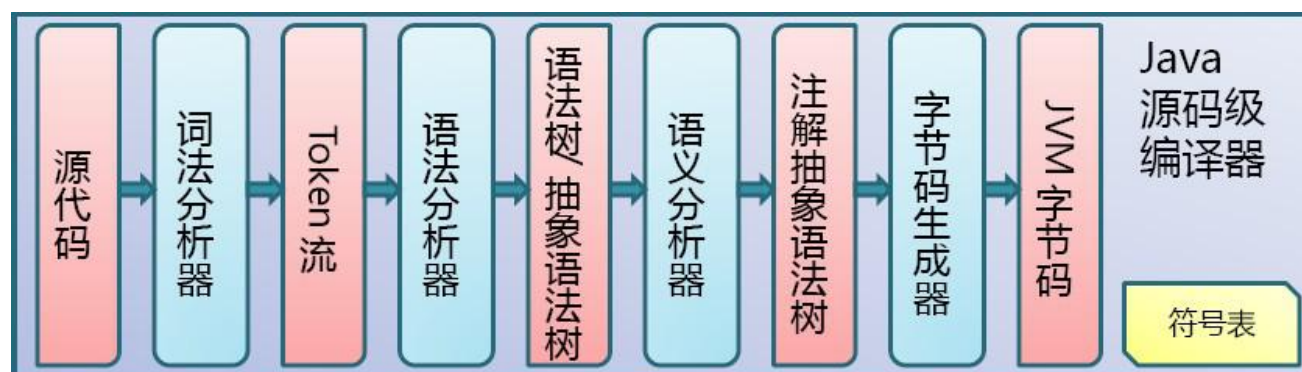 源代码
词法分析器
Token 流
语法分析器
语法树/ 抽象语法树
语义分析器
注解抽象语法树
字节码生成器
JVM 字节码
Java
源码级
编译器
符号表